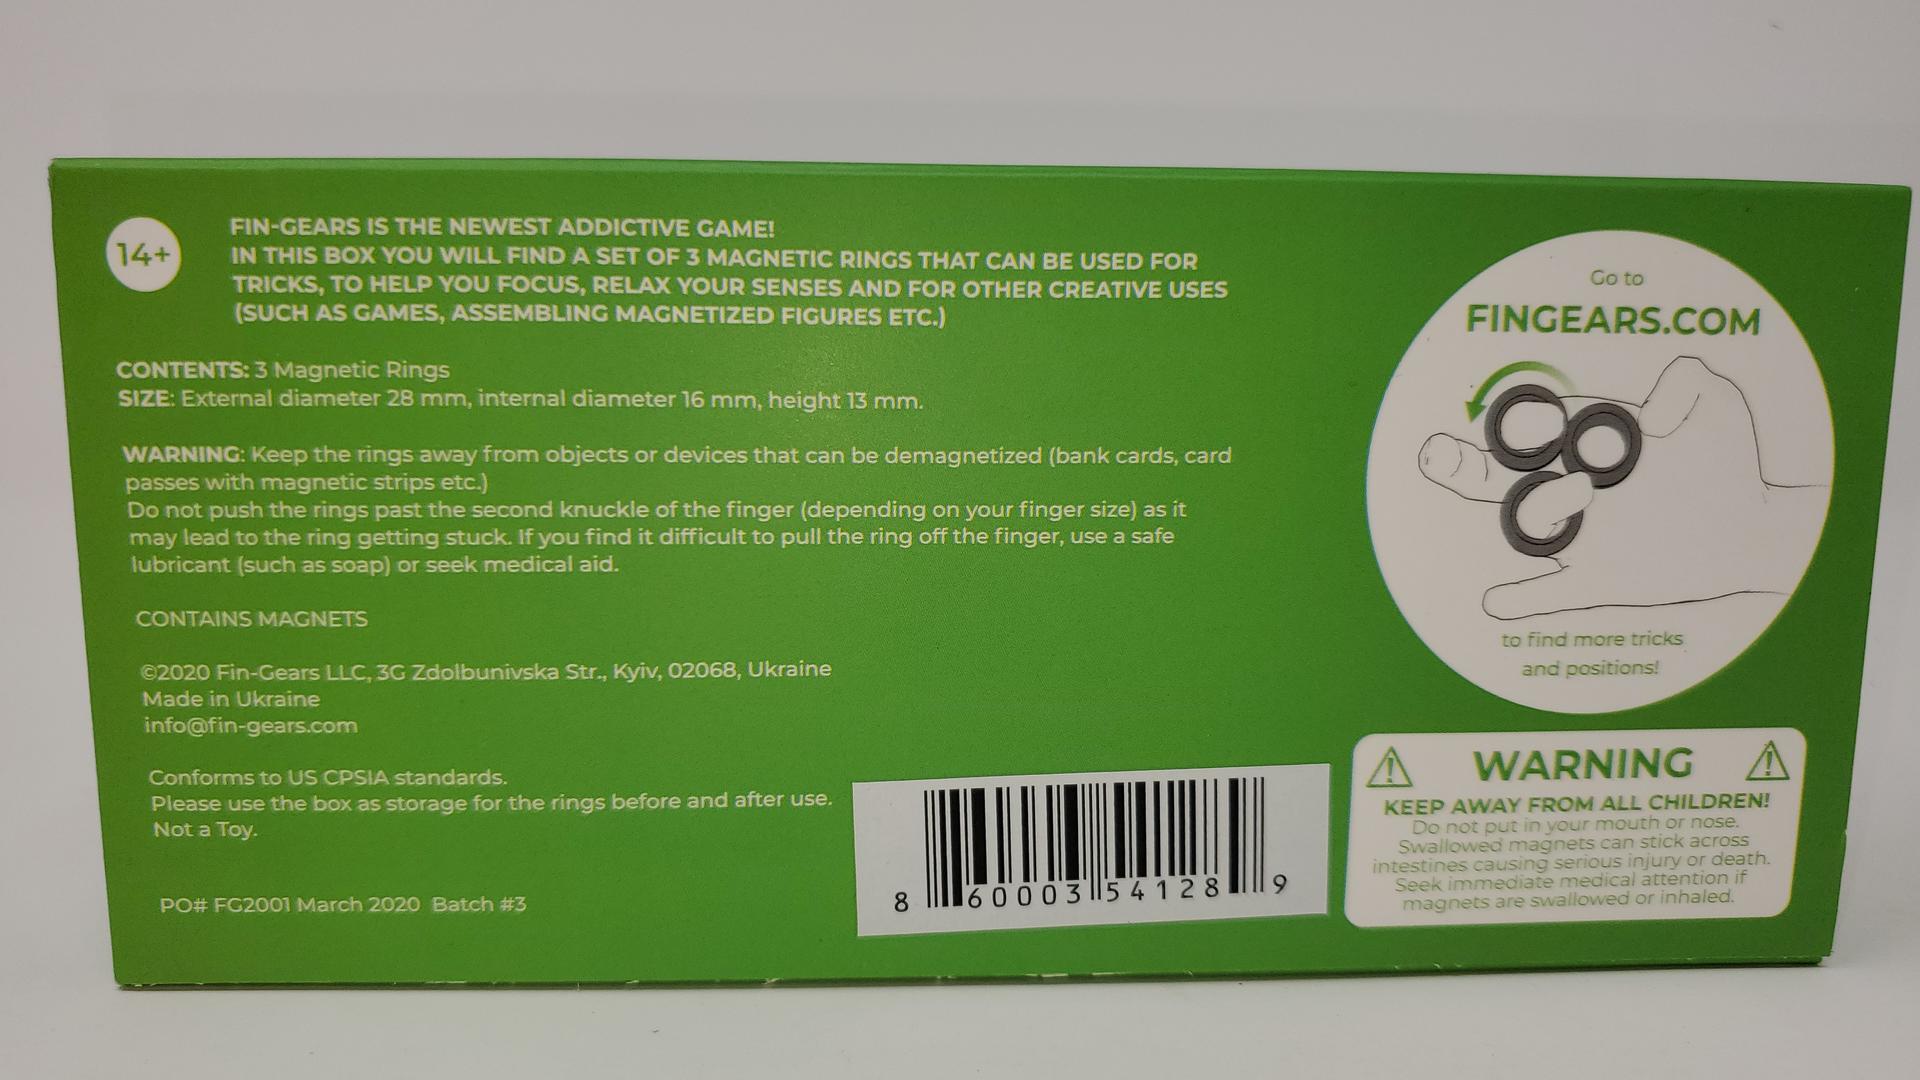 14+
FIN-GEARS IS THE NEWEST ADDICTIVE GAME!
IN THIS BOX YOU WILL FIND A SET OF 3 MAGNETIC RINGS THAT CAN BE USED FOR
TRICKS, TO HELP YOU FOCUS, RELAX YOUR SENSES AND FOR OTHER CREATIVE USES
(SUCH AS GAMES, ASSEMBLING MAGNETIZED FIGURES ETC.)
CONTENTS: 3 Magnetic Rings
SIZE: External diameter 28 mm, internal diameter 16 mm, height 13 mm.
WARNING: Keep the rings away from objects or devices that can be demagnetized (bank cards, card
passes with magnetic strips etc.)
Do not push the rings past the second knuckle of the finger (depending on your finger size) as it
may lead to the ring getting stuck. If you find it difficult to pull the ring off the finger, use a safe
lubricant (such as soap) or seek medical aid.
CONTAINS MAGNETS
©2020 Fin-Gears LLC, 3G Zdolbunivska Str., Kyiv, 02068, Ukraine
Made in Ukraine
info@fin-gears.com
Conforms to US CPSIA standards.
Please use the box as storage for the rings before and after use.
Not a Toy.
PO# FG2001 March 2020 Batch #3
8 60003 54128 9
Go to
FINGEARS.COM
to find more tricks
and positions!
WARNING
KEEP AWAY FROM ALL CHILDREN!
Do not put in your mouth or nose.
Swallowed magnets can stick across
intestines causing serious injury or death.
Seek immediate medical attention if
magnets are swallowed or inhaled.